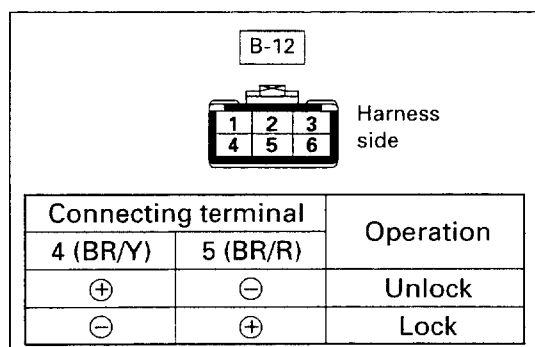 B-12
1 2 3
4 5 6
Harness
side
Connecting terminal
Operation
4 (BR/Y) 5 (BR/R)
⊕ ⊖ Unlock
⊖ ⊕ Lock